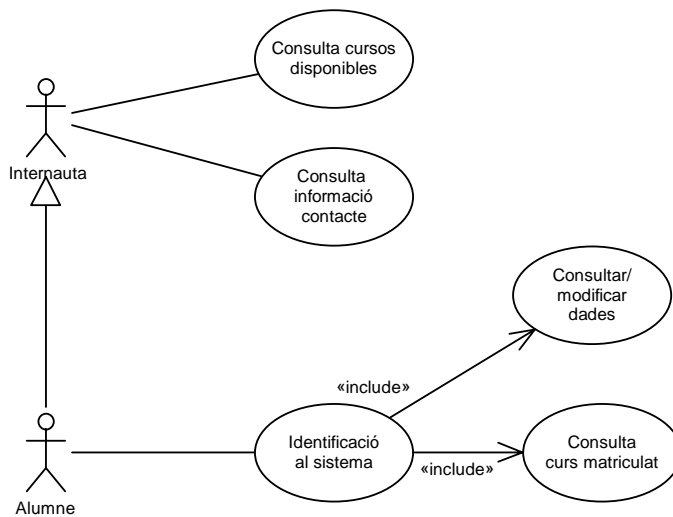 Consulta cursos
disponibles
Internauta
Consulta
informació
contacte
Consultar/
modificar
dades
«include»
Identificació
al sistema
«include»
Consulta
curs matriculat
Alumne